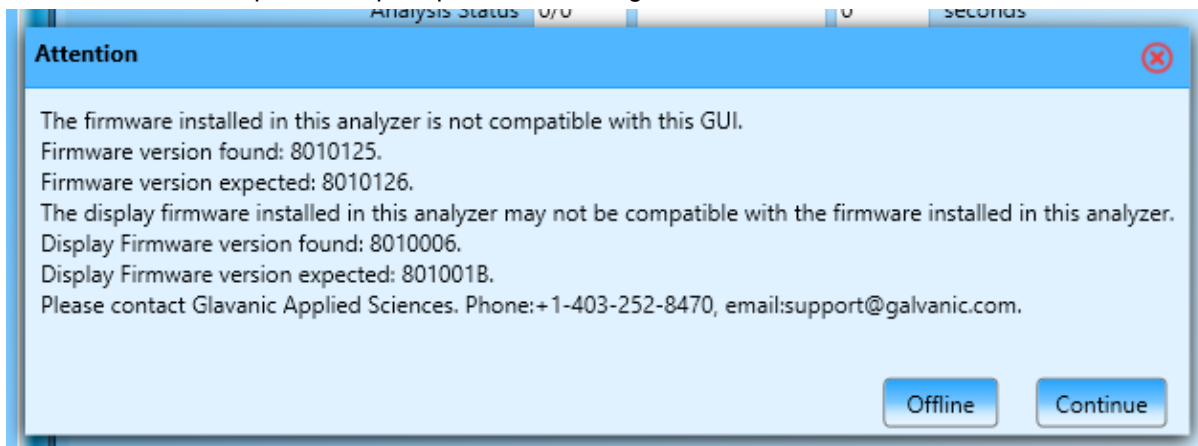 Analysis Status 0/0 0 seconds
Attention
The firmware installed in this analyzer is not compatible with this GUI.
Firmware version found: 8010125.
Firmware version expected: 8010126.
The display firmware installed in this analyzer may not be compatible with the firmware installed in this analyzer.
Display Firmware version found: 8010006.
Display Firmware version expected: 801001B.
Please contact Glavanic Applied Sciences. Phone:+1-403-252-8470, email:support@galvanic.com.
Offline Continue